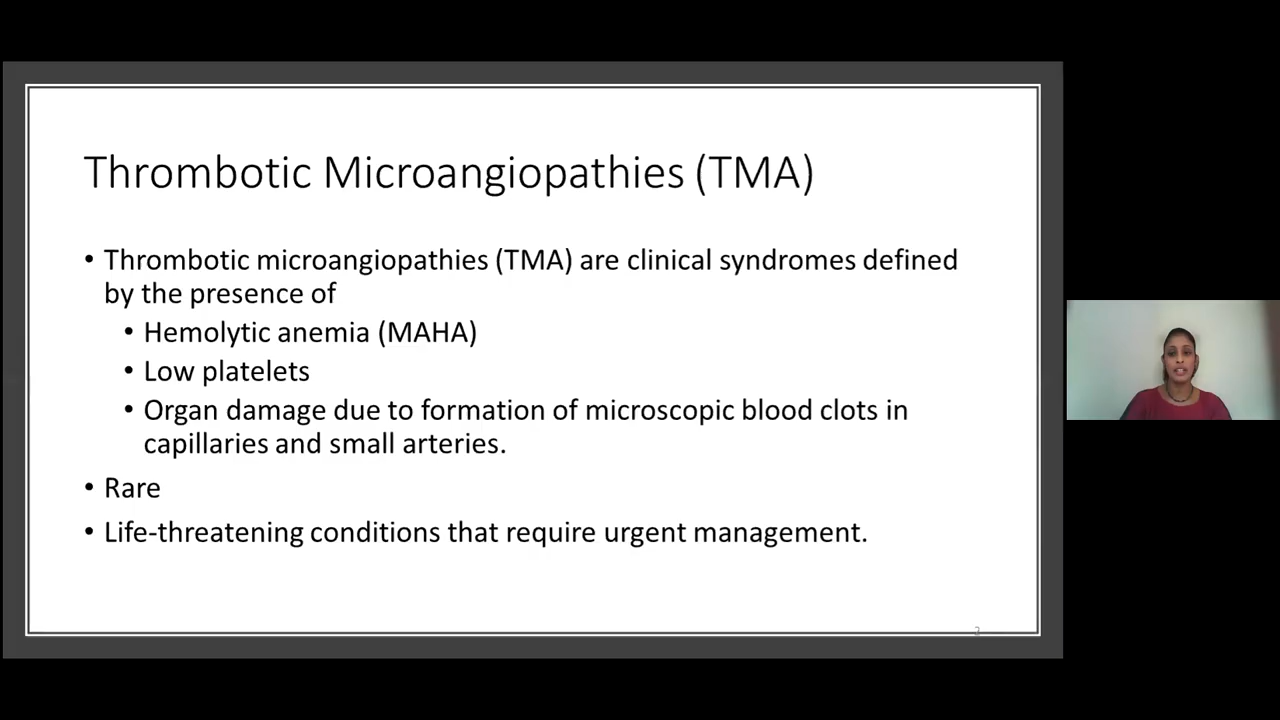 Thrombotic Microangiopathies (TMA)
• Thrombotic microangiopathies (TMA) are clinical syndromes defined
by the presence of
• Hemolytic anemia (MAHA)
• Low platelets
• Organ damage due to formation of microscopic blood clots in
capillaries and small arteries.
• Rare
• Life-threatening conditions that require urgent management.
2